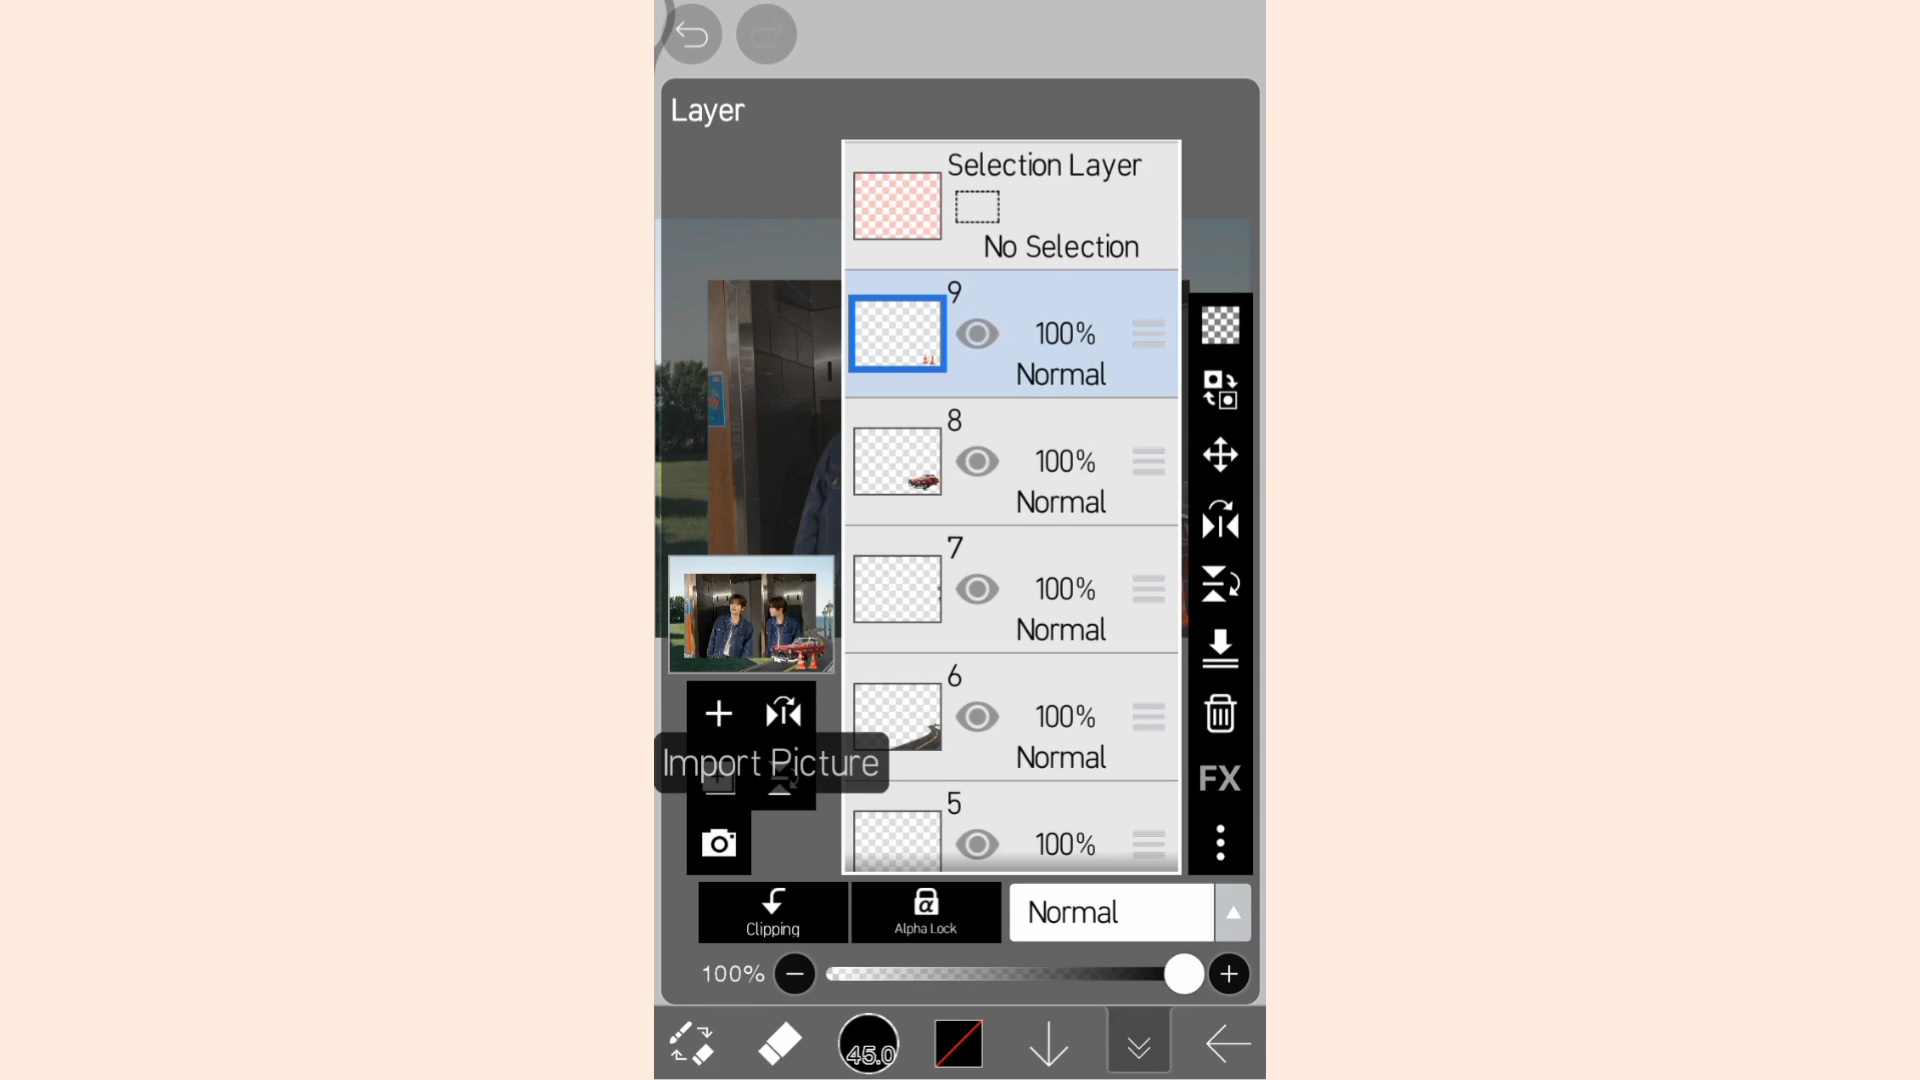 Layer
Selection Layer
No Selection
9
100%
Normal
8
100%
Normal
7
100%
Normal
6
100%
Normal
Import Picture
5
100%
FX
Clipping
α
Alpha Lock
Normal
100%
45.0